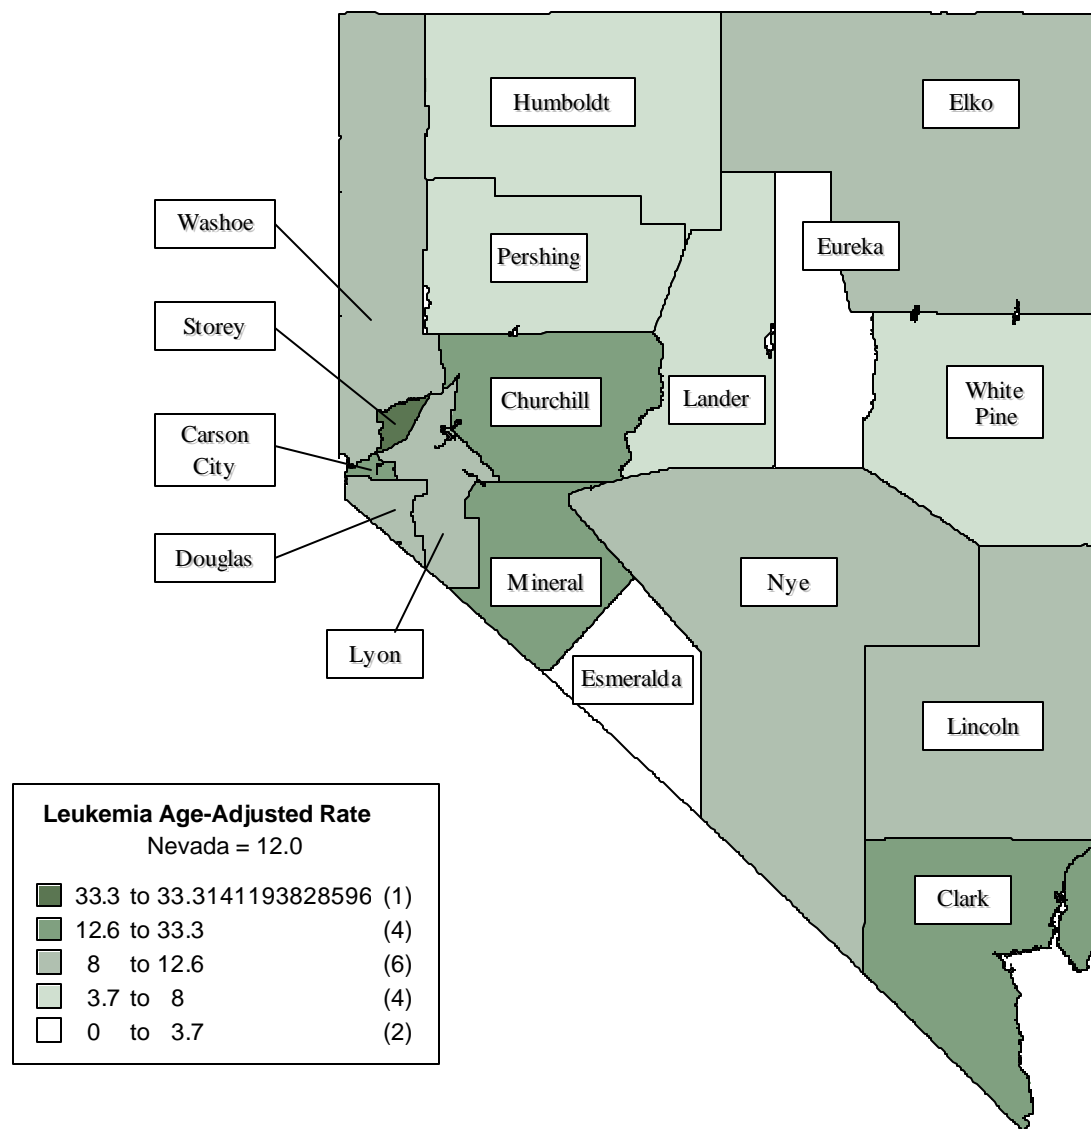 Humboldt
Elko
Washoe
Eureka
Pershing
Storey
Churchill
Lander
White
Pine
Carson
City
Douglas
Mineral
Nye
Lyon
Esmeralda
Lincoln
Clark
Leukemia Age-Adjusted Rate
Nevada = 12.0
33.3 to 33.3141193828596 (1)
12.6 to 33.3 (4)
8 to 12.6 (6)
3.7 to 8 (4)
0 to 3.7 (2)